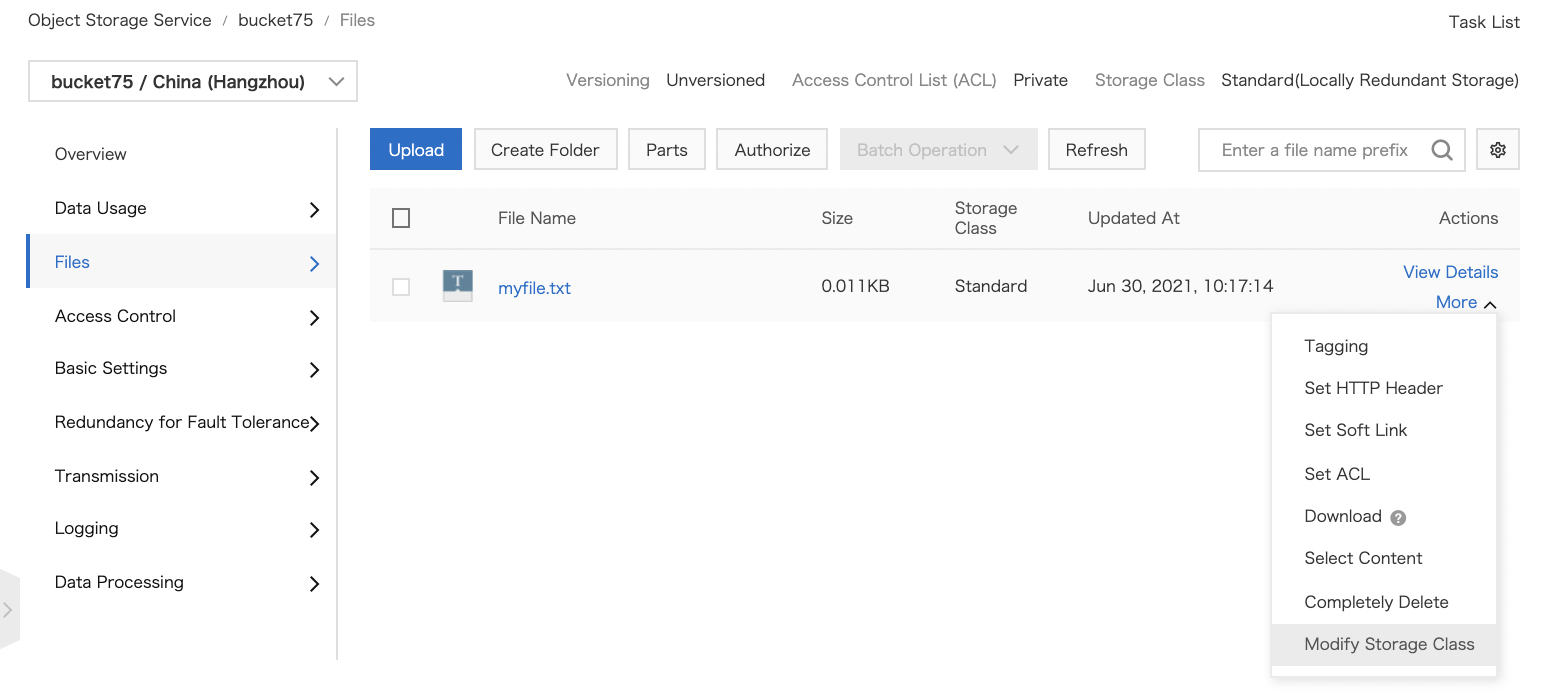 Object Storage Service / bucket75 / Files
Task List
bucket75 / China (Hangzhou)
Versioning Unversioned Access Control List (ACL) Private Storage Class Standard(Locally Redundant Storage)
Overview
Data Usage
Files
Access Control
Basic Settings
Redundancy for Fault Tolerance
Transmission
Logging
Data Processing
Upload Create Folder Parts Authorize Batch Operation Refresh Enter a file name prefix
File Name Size Storage Class Updated At Actions
T myfile.txt 0.011KB Standard Jun 30, 2021, 10:17:14 View Details
More
Tagging
Set HTTP Header
Set Soft Link
Set ACL
Download ?
Select Content
Completely Delete
Modify Storage Class